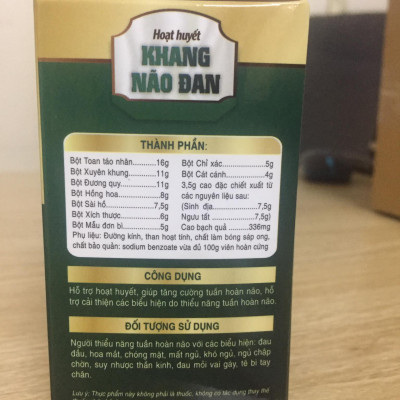 Hoạt huyết
KHANG
NÃO ĐAN
THÀNH PHẦN:
Bột Toan táo nhân...........16g
Bột Xuyên khung...........11g
Bột Đương quy...............11g
Bột Hồng hoa..................8g
Bột Sài hồ......................7,5g
Bột Xích thược................6g
Bột Mẫu đơn bì...............5g
Bột Chỉ xác......................5g
Bột Cát cánh....................4g
3,5g cao đặc chiết xuất từ
các nguyên liệu sau:
(Sinh địa.......................7,5g
Ngưu tất.......................7,5g)
Cao bạch quả..............336mg
Phụ liệu: Đường kính, than hoạt tính, chất làm bóng sáp ong,
chất bảo quản: sodium benzoate vừa đủ 100g viên hoàn cứng
CÔNG DỤNG
Hỗ trợ hoạt huyết, giúp tăng cường tuần hoàn não, hỗ
trợ cải thiện các biểu hiện do thiểu năng tuần hoàn não.
ĐỐI TƯỢNG SỬ DỤNG
Người thiểu năng tuần hoàn não với các biểu hiện: đau
đầu, hoa mắt, chóng mặt, mất ngủ, khó ngủ, ngủ chập
chờn, suy nhược thần kinh, đau mỏi vai gáy, tê bì tay
chân.
Lưu ý: Thực phẩm này không phải là thuốc, không có tác dụng thay thế